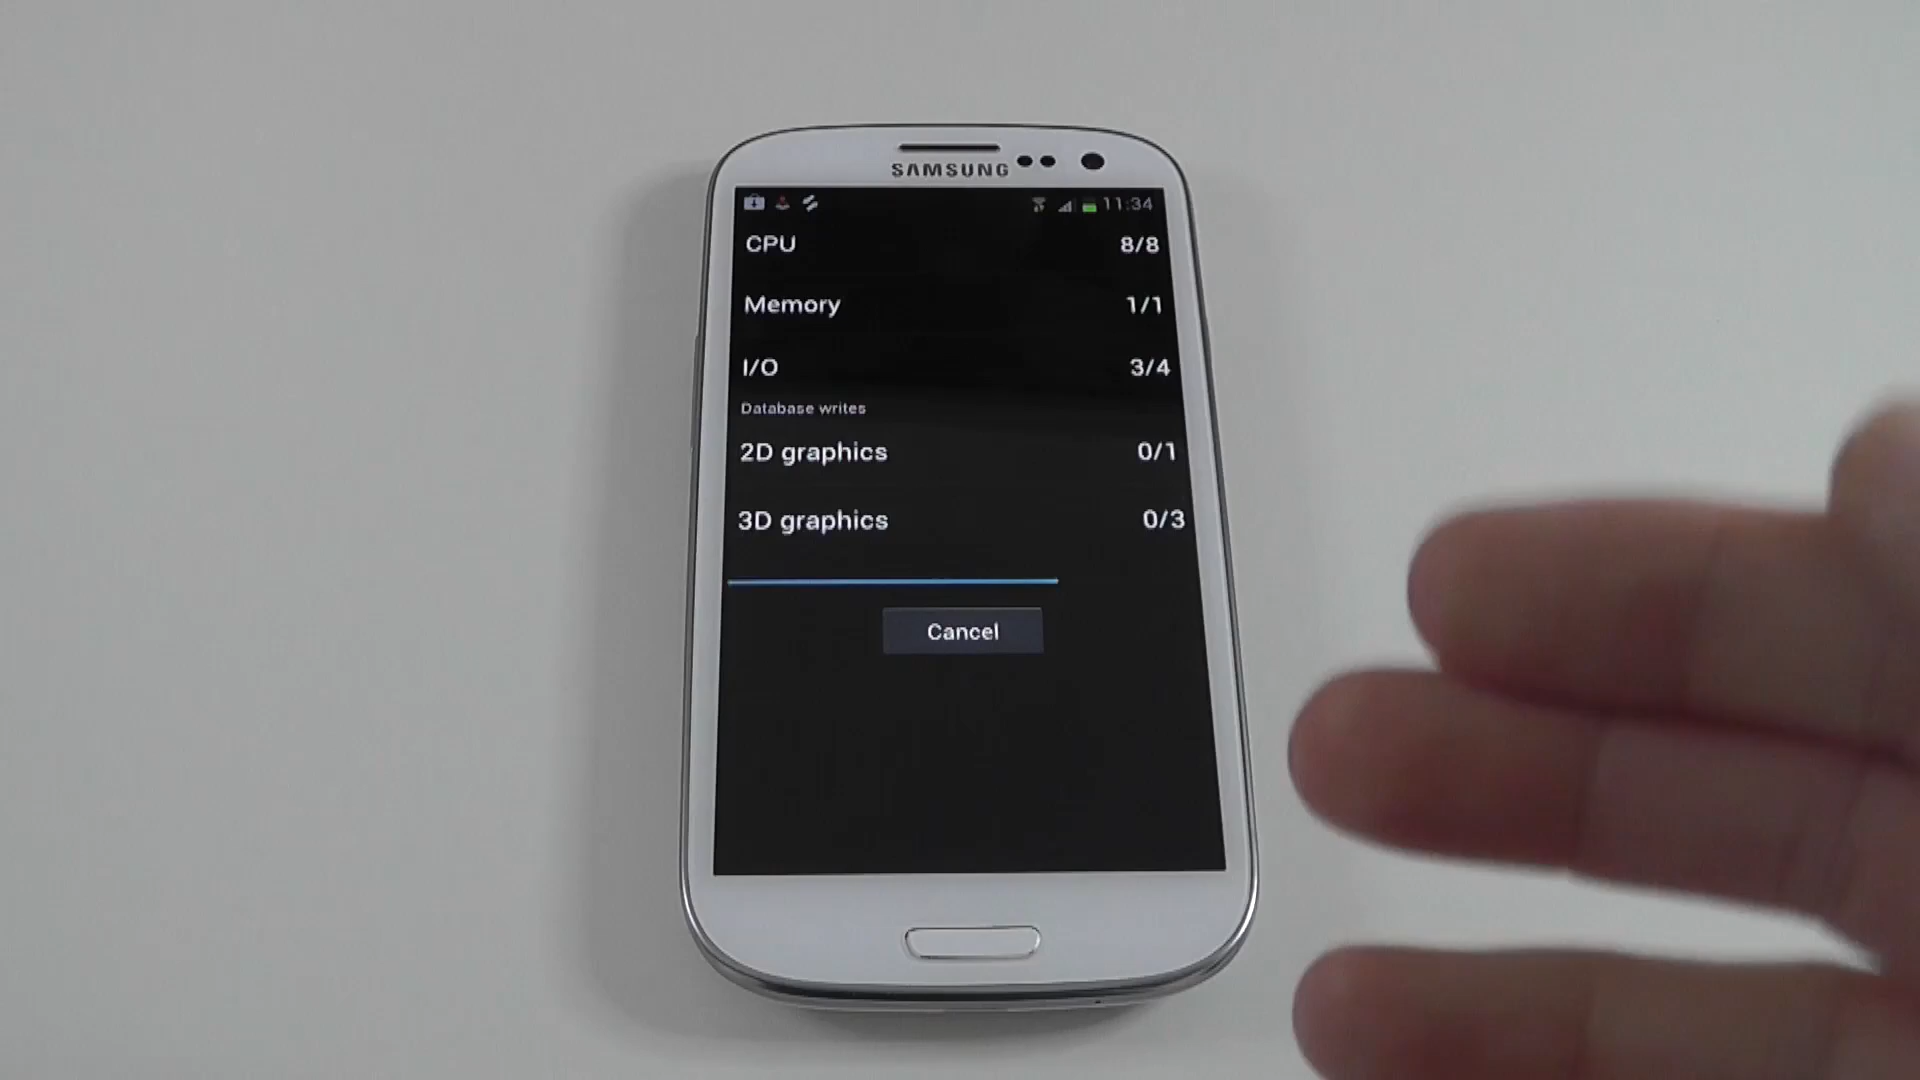 SAMSUNG
11:34
CPU 8/8
Memory 1/1
I/O 3/4
Database writes
2D graphics 0/1
3D graphics 0/3
Cancel